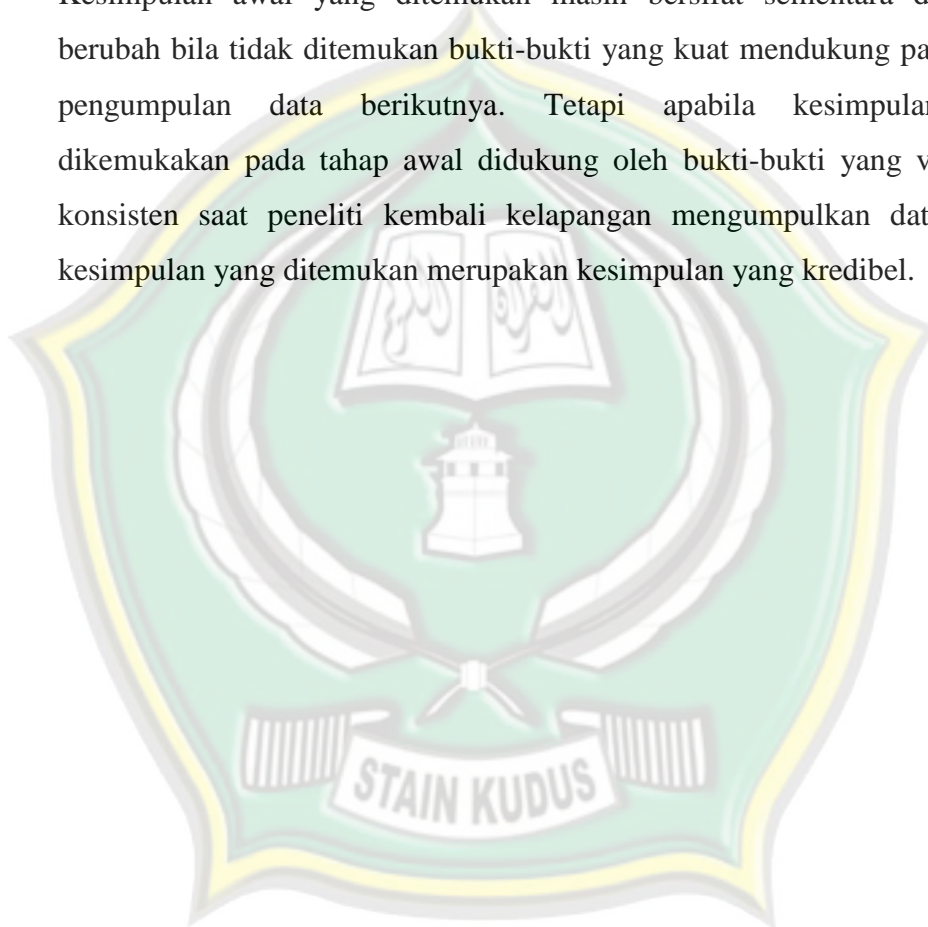 Kesimpulan awal yang ditemukan masih bersifat sementara
berubah bila tidak ditemukan bukti-bukti yang kuat mendukung
pengumpulan data berikutnya. Tetapi apabila kesimpulan
dikemukakan pada tahap awal didukung oleh bukti-bukti yang
konsisten saat peneliti kembali kelapangan mengumpulkan
kesimpulan yang ditemukan merupakan kesimpulan yang kredibel.
STAIN KUDUS